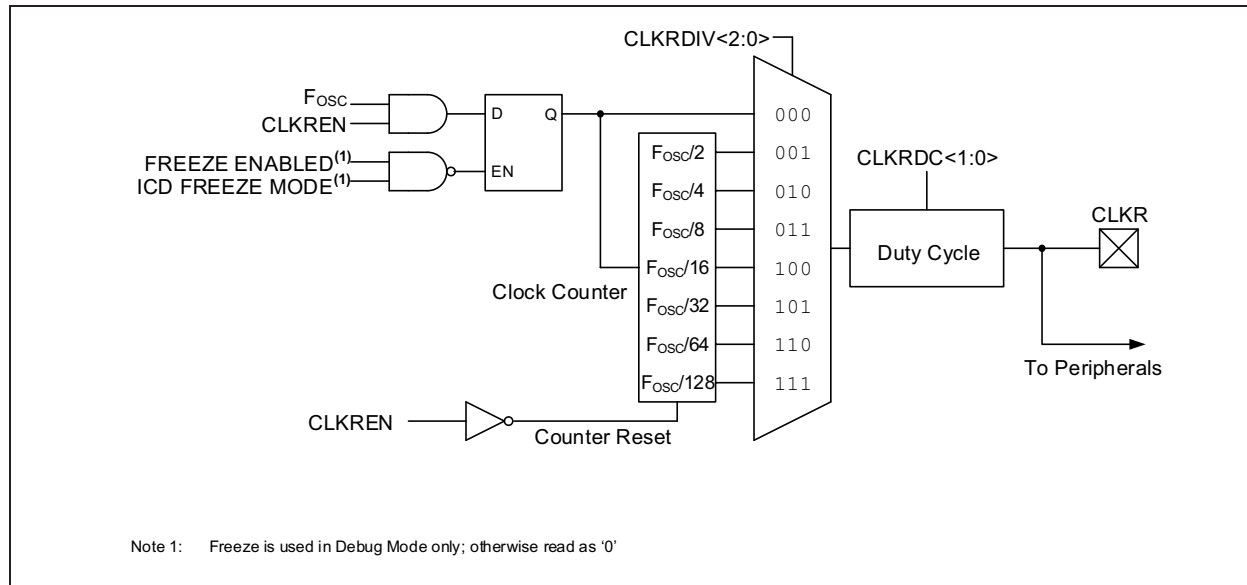 CLKRDIV<2:0>
FOSC
CLKREN
FREEZE ENABLED(1)
ICD FREEZE MODE(1)
D
Q
EN
Clock Counter
FOSC/2
FOSC/4
FOSC/8
FOSC/16
FOSC/32
FOSC/64
FOSC/128
000
001
010
011
100
101
110
111
CLKREN
Counter Reset
CLKRDC<1:0>
Duty Cycle
CLKR
To Peripherals
Note 1: Freeze is used in Debug Mode only; otherwise read as ‘0’